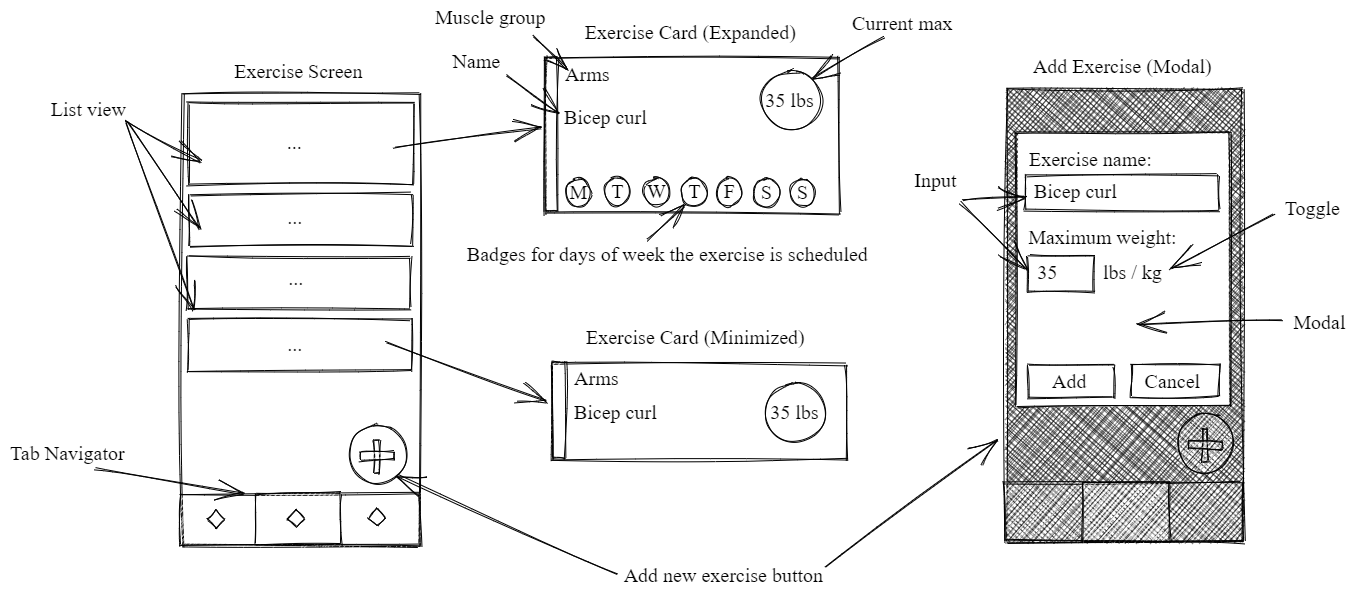 Exercise Screen
List view
...
...
...
...
Tab Navigator
Muscle group
Exercise Card (Expanded)
Current max
Name
Arms
35 lbs
Bicep curl
M T W T F S S
Badges for days of week the exercise is scheduled
Exercise Card (Minimized)
Arms
Bicep curl
35 lbs
Add new exercise button
Add Exercise (Modal)
Exercise name:
Input
Bicep curl
Toggle
Maximum weight:
35
lbs / kg
Modal
Add
Cancel